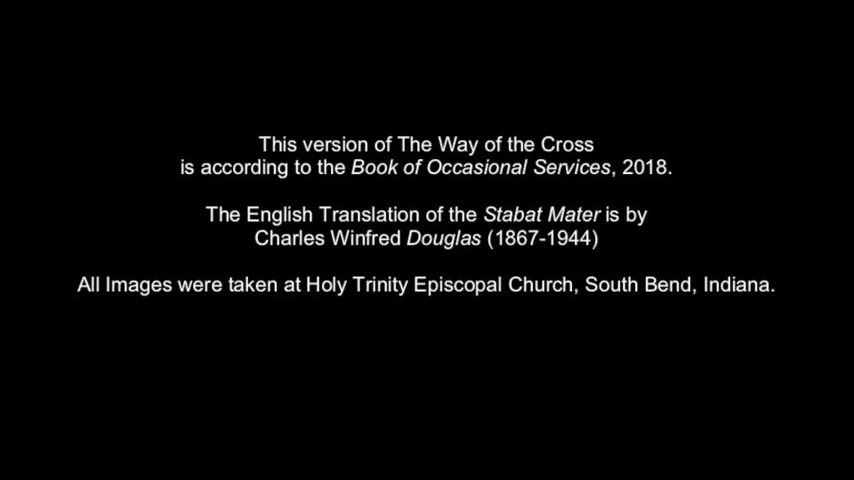 This version of The Way of the Cross
is according to the Book of Occasional Services, 2018.
The English Translation of the Stabat Mater is by
Charles Winfred Douglas (1867-1944)
All Images were taken at Holy Trinity Episcopal Church, South Bend, Indiana.